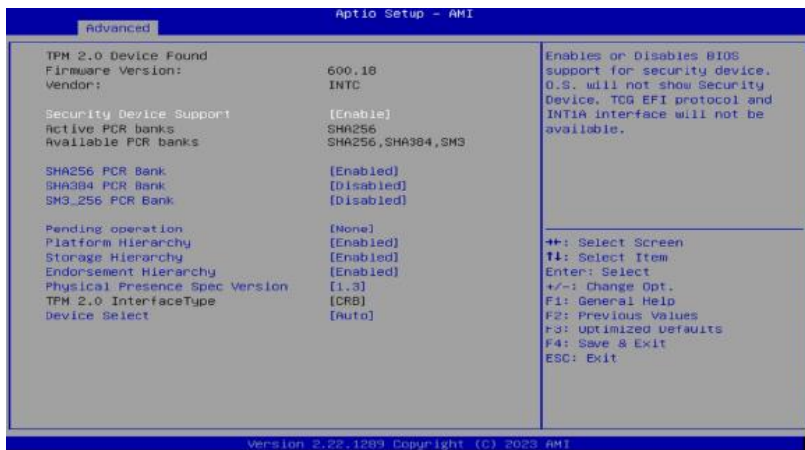 Aptio Setup - AMI
Advanced
TPM 2.0 Device Found
Firmware Version: 600.18
Vendor: INTC
Security Device Support [Enable]
Active PCR banks SHA256
Available PCR banks SHA256,SHA384,SM3
SHA256 PCR Bank [Enabled]
SHA384 PCR Bank [Disabled]
SM3_256 PCR Bank [Disabled]
Pending operation [None]
Platform Hierarchy [Enabled]
Storage Hierarchy [Enabled]
Endorsement Hierarchy [Enabled]
Physical Presence Spec Version [1.3]
TPM 2.0 InterfaceType [CRB]
Device Select [Auto]
Enables or Disables BIOS
support for security device.
O.S. will not show Security
Device. TCG EFI protocol and
INT1A interface will not be
available.
→←: Select Screen
↑↓: Select Item
Enter: Select
+/-: Change Opt.
F1: General Help
F2: Previous Values
F3: Optimized Defaults
F4: Save & Exit
ESC: Exit
Version 2.22.1289 Copyright (C) 2023 AMI